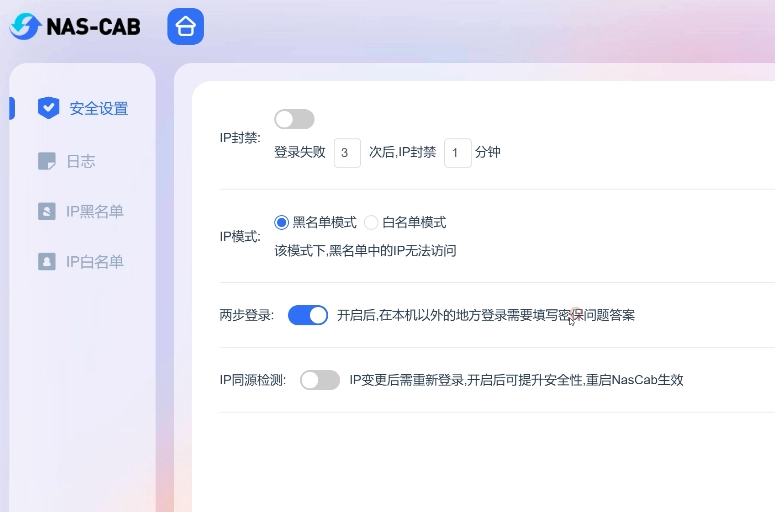 NAS-CAB
安全设置
日志
IP黑名单
IP白名单
IP封禁:
登录失败 3 次后,IP封禁 1 分钟
IP模式:
黑名单模式 白名单模式
该模式下,黑名单中的IP无法访问
两步登录: 开启后,在本机以外的地方登录需要填写密保问题答案
IP同源检测: IP变更后需重新登录,开启后可提升安全性,重启NasCab生效